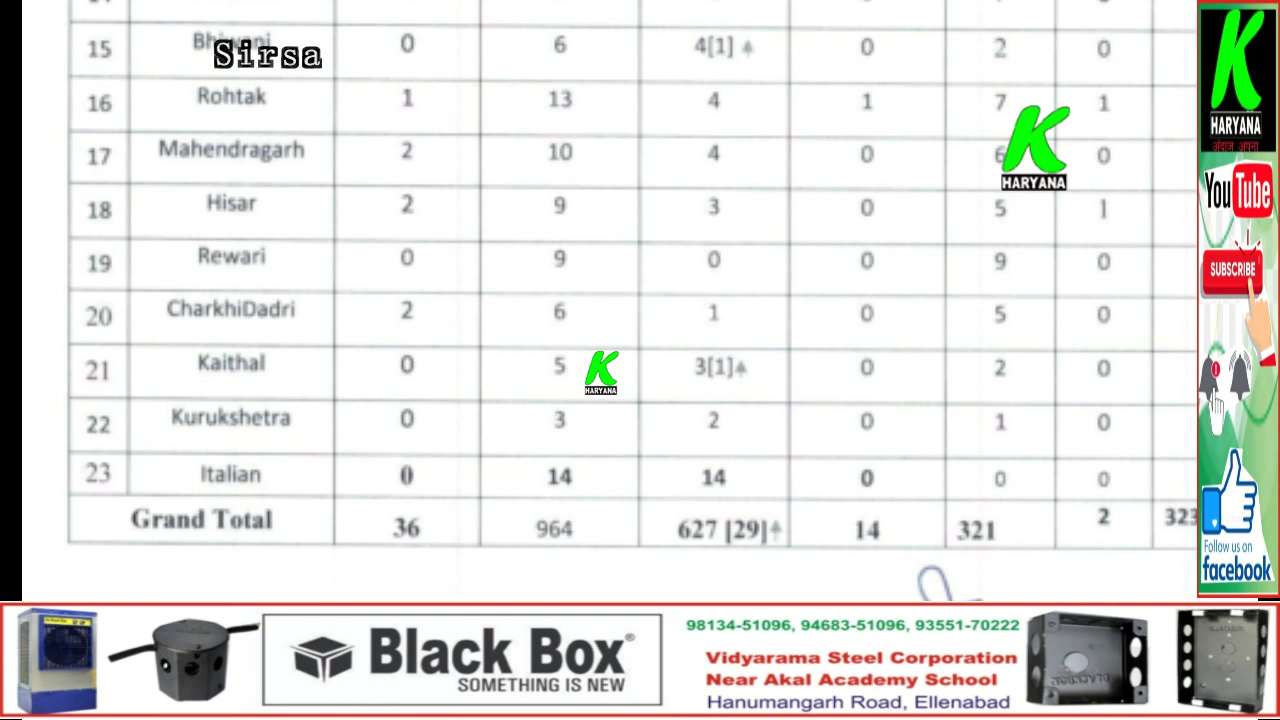 15 Bhiwani 0 6 4[1] 0 2 0
Sirsa
16 Rohtak 1 13 4 1 7 1
17 Mahendragarh 2 10 4 0 6 0
18 Hisar 2 9 3 0 5 1
19 Rewari 0 9 0 0 9 0
20 CharkhiDadri 2 6 1 0 5 0
21 Kaithal 0 5 3[1] 0 2 0
22 Kurukshetra 0 3 2 0 1 0
23 Italian 0 14 14 0 0 0
Grand Total 36 964 627 [29] 14 321 2 323
K
HARYANA
K
HARYANA
K
HARYANA
अंदाज अपना
YouTube
SUBSCRIBE
Follow us on
facebook
Black Box®
SOMETHING IS NEW
98134-51096, 94683-51096, 93551-70222
Vidyarama Steel Corporation
Near Akal Academy School
Hanumangarh Road, Ellenabad